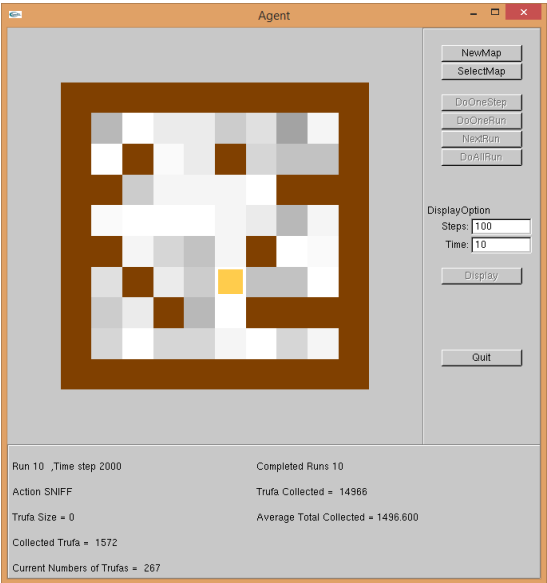 Agent
NewMap
SelectMap
DoOneStep
DoOneRun
NextRun
DoAllRun
DisplayOption
Steps: 100
Time: 10
Display
Quit
Run 10 ,Time step 2000
Completed Runs 10
Action SNIFF
Trufa Collected = 14966
Trufa Size = 0
Average Total Collected = 1496.600
Collected Trufa = 1572
Current Numbers of Trufas = 267